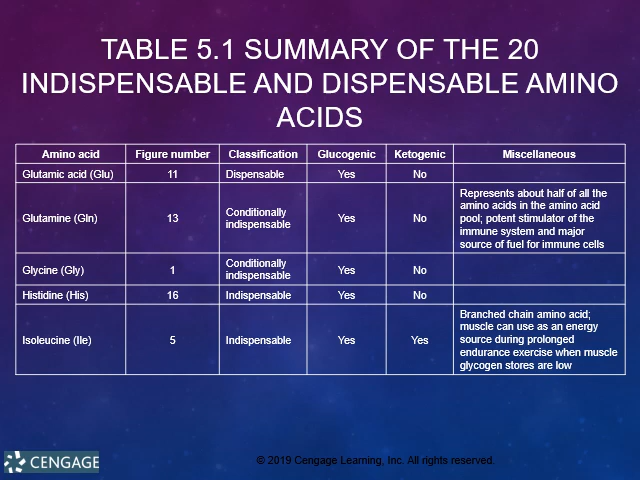 TABLE 5.1 SUMMARY OF THE 20
INDISPENSABLE AND DISPENSABLE AMINO
ACIDS
Amino acid Figure number Classification Glucogenic Ketogenic Miscellaneous
Glutamic acid (Glu) 11 Dispensable Yes No
Glutamine (Gln) 13 Conditionally indispensable Yes No Represents about half of all the
amino acids in the amino acid
pool; potent stimulator of the
immune system and major
source of fuel for immune cells
Glycine (Gly) 1 Conditionally indispensable Yes No
Histidine (His) 16 Indispensable Yes No
Isoleucine (Ile) 5 Indispensable Yes Yes Branched chain amino acid;
muscle can use as an energy
source during prolonged
endurance exercise when muscle
glycogen stores are low
CENGAGE
© 2019 Cengage Learning, Inc. All rights reserved.